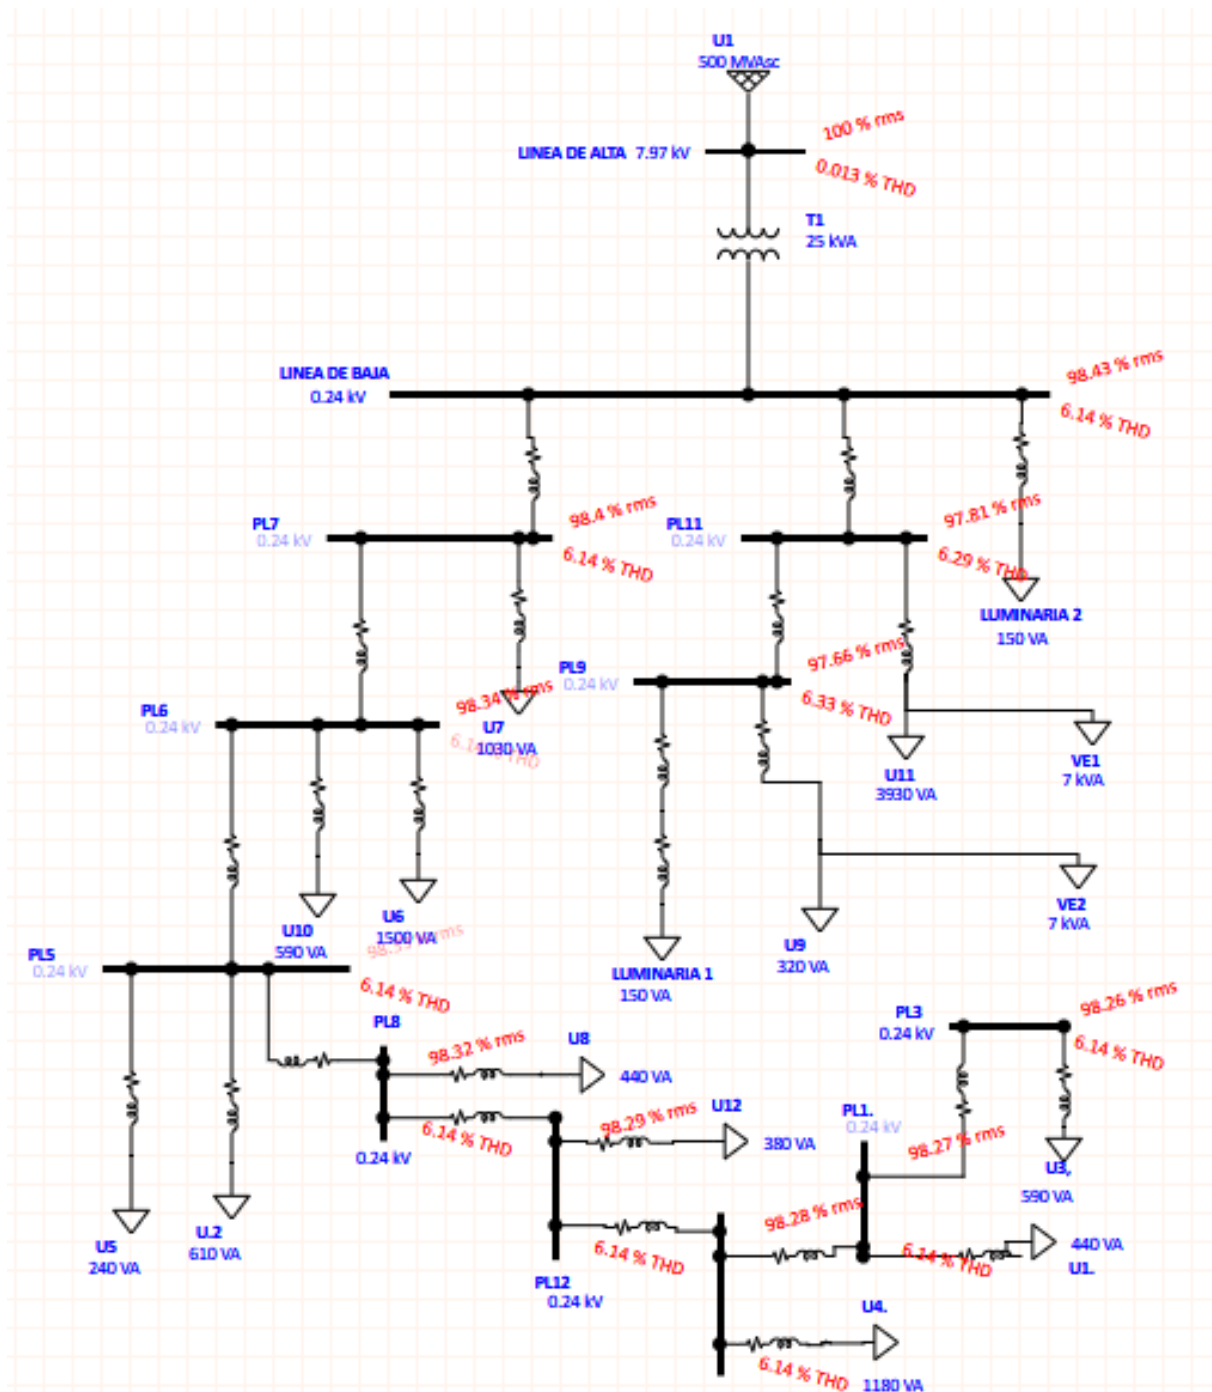 U1
500 MVAsc
100 % rms
LINEA DE ALTA 7.97 kV
0.013 % THD
T1
25 kVA
LINEA DE BAJA
0.24 kV
98.43 % rms
6.14 % THD
PL7
0.24 kV
98.4 % rms
6.14 % THD
PL11
0.24 kV
97.81 % rms
6.29 % THD
LUMINARIA 2
150 VA
PL9
0.24 kV
97.66 % rms
6.33 % THD
PL6
0.24 kV
98.34 % rms
U7
1030 VA
U11
3930 VA
VE1
7 kVA
U10
590 VA
U6
1500 VA
VE2
7 kVA
U9
320 VA
LUMINARIA 1
150 VA
PL5
0.24 kV
% rms
6.14 % THD
PL8
98.32 % rms
U8
440 VA
6.14 % THD
0.24 kV
PL3
0.24 kV
98.26 % rms
6.14 % THD
U12
98.29 % rms
380 VA
PL1.
0.24 kV
98.27 % rms
U3,
590 VA
U5
240 VA
U.2
610 VA
98.28 % rms
6.14 % THD
6.14 % THD
440 VA
U1.
PL12
0.24 kV
U4.
6.14 % THD
1180 VA